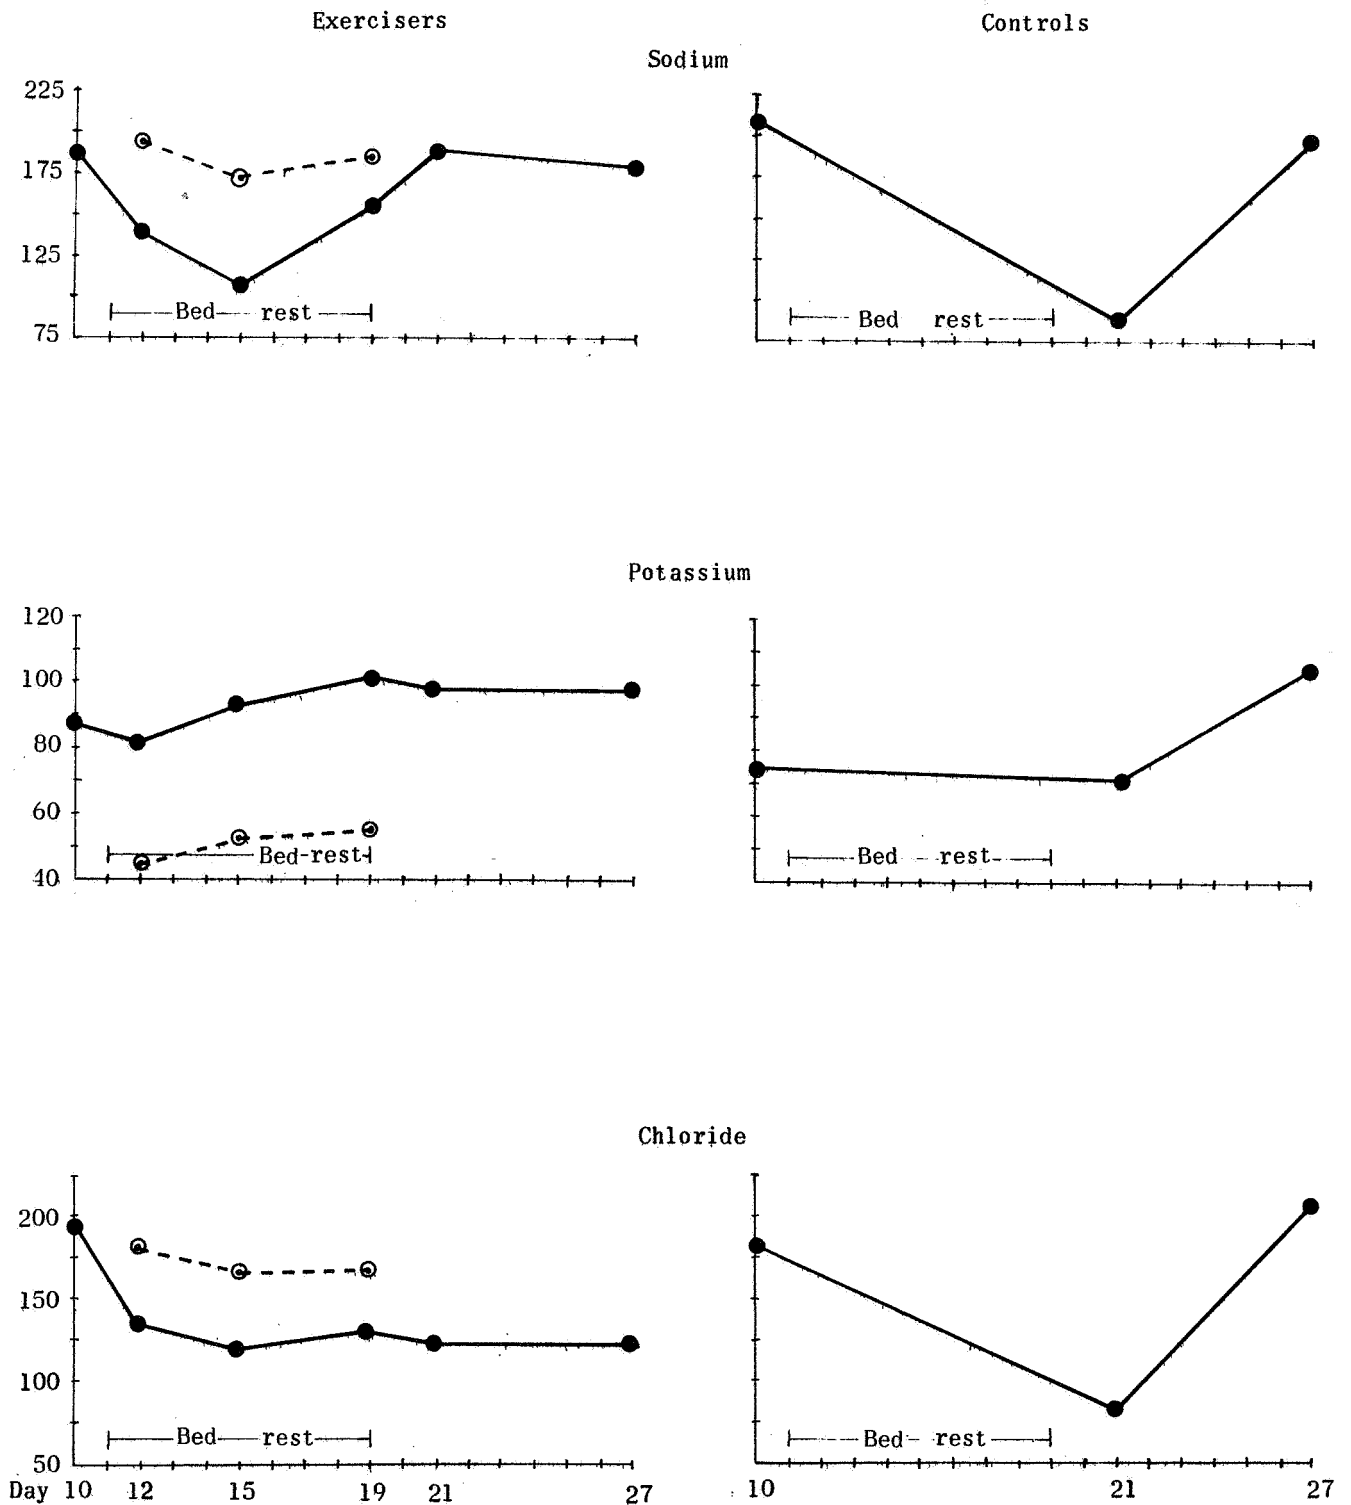 Exercisers Controls
Sodium
225
175
125
75
Bed rest
Bed rest
Potassium
120
100
80
60
40
Bed rest
Bed rest
Chloride
200
150
100
50
Bed rest
Bed rest
Day 10 12 15 19 21 27 10 21 27